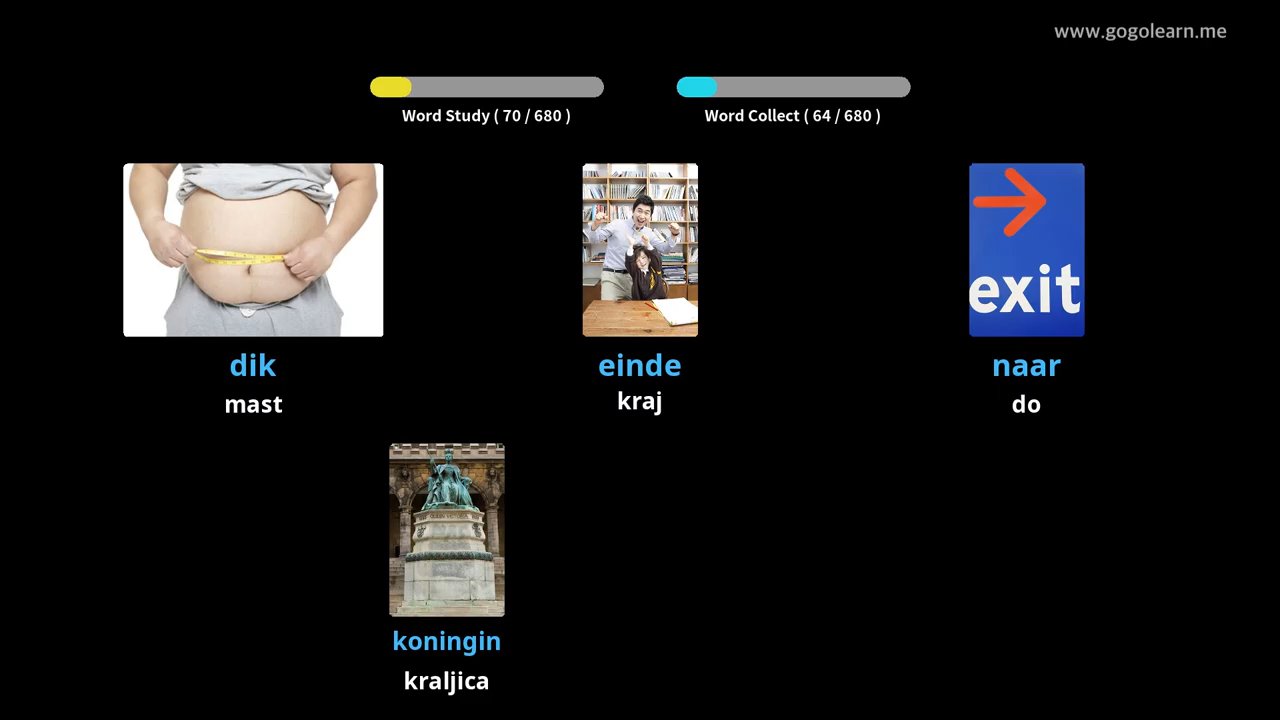 www.gogolearn.me
Word Study ( 70 / 680 )
Word Collect ( 64 / 680 )
exit
dik
mast
einde
kraj
naar
do
koningin
kraljica